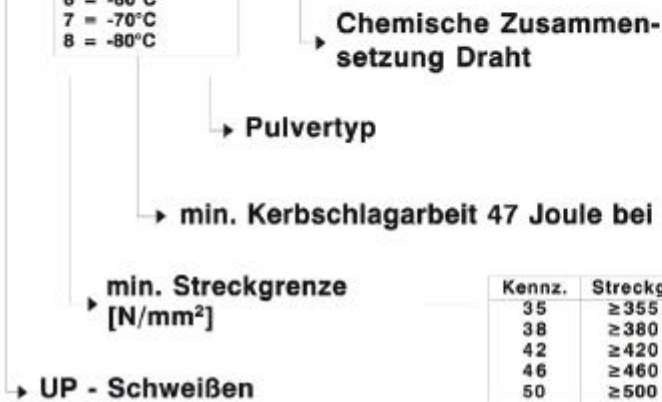 7 = -70°C
8 = -80°C
Chemische Zusammen-
setzung Draht
Pulvertyp
min. Kerbschlagarbeit 47 Joule bei
min. Streckgrenze
[N/mm²]
Kennz. Streckg
35 ≥355
38 ≥380
42 ≥420
46 ≥460
50 ≥500
UP - Schweißen